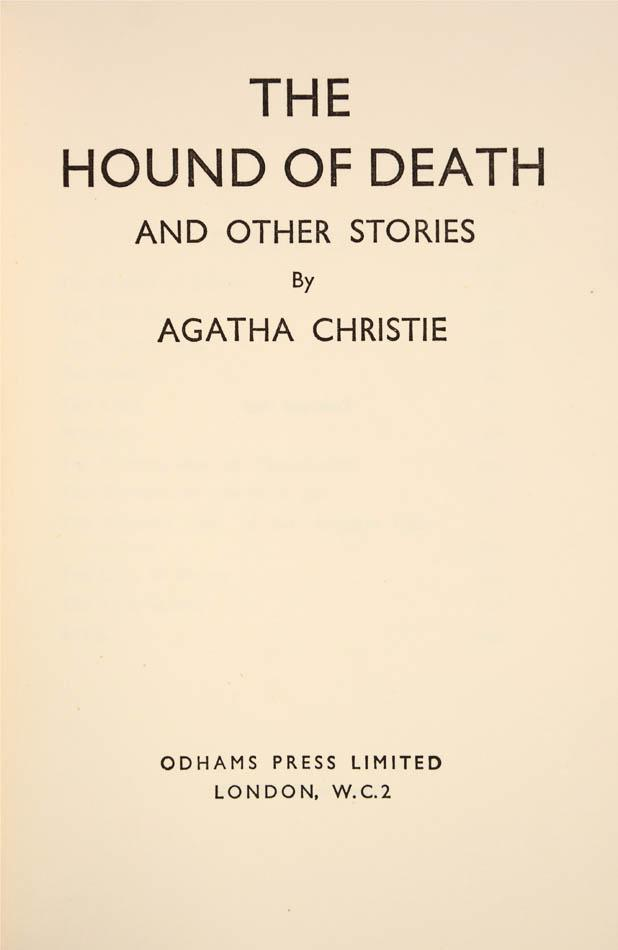 THE
HOUND OF DEATH
AND OTHER STORIES
By
AGATHA CHRISTIE
ODHAMS PRESS LIMITED
LONDON, W.C.2